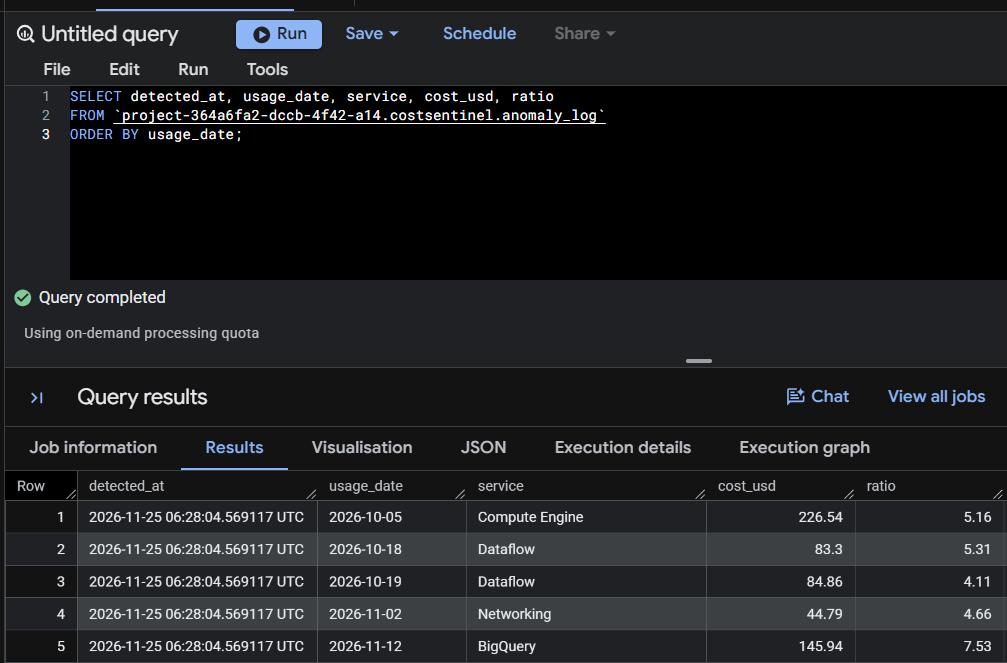 Untitled query Run Save Schedule Share
File Edit Run Tools
1 SELECT detected_at, usage_date, service, cost_usd, ratio
2 FROM `project-364a6fa2-dccb-4f42-a14.costsentinel.anomaly_log`
3 ORDER BY usage_date;
Query completed
Using on-demand processing quota
Query results Chat View all jobs
Job information Results Visualisation JSON Execution details Execution graph
Row detected_at usage_date service cost_usd ratio
1 2026-11-25 06:28:04.569117 UTC 2026-10-05 Compute Engine 226.54 5.16
2 2026-11-25 06:28:04.569117 UTC 2026-10-18 Dataflow 83.3 5.31
3 2026-11-25 06:28:04.569117 UTC 2026-10-19 Dataflow 84.86 4.11
4 2026-11-25 06:28:04.569117 UTC 2026-11-02 Networking 44.79 4.66
5 2026-11-25 06:28:04.569117 UTC 2026-11-12 BigQuery 145.94 7.53